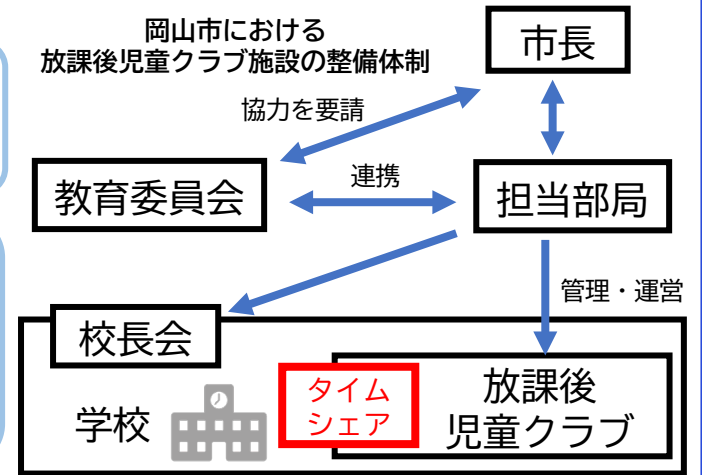 岡山市における
放課後児童クラブ施設の整備体制
市長
協力を要請
教育委員会
連携
担当部局
管理・運営
校長会
学校
タイム
シェア
放課後
児童クラブ